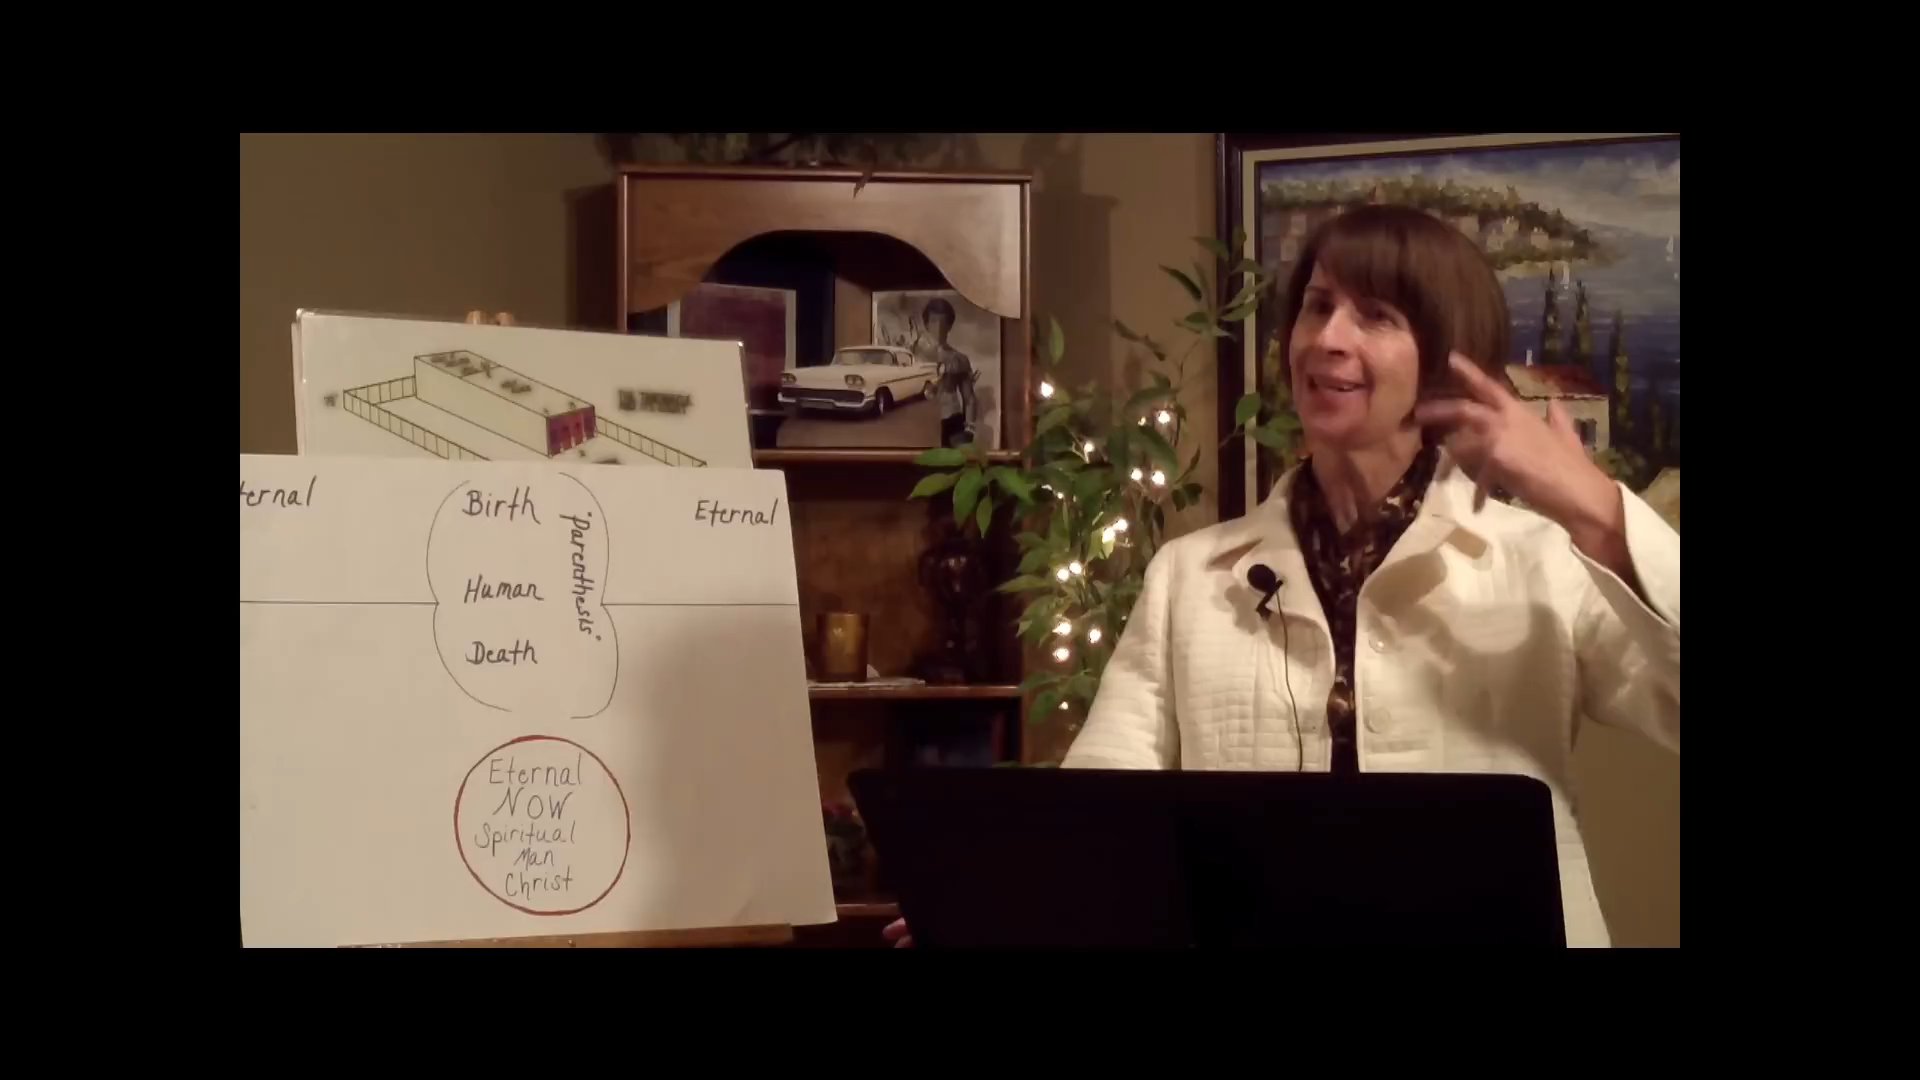 ternal
Birth
"Parenthesis"
Eternal
Human
Death
Eternal
NOW
Spiritual
Man
Christ